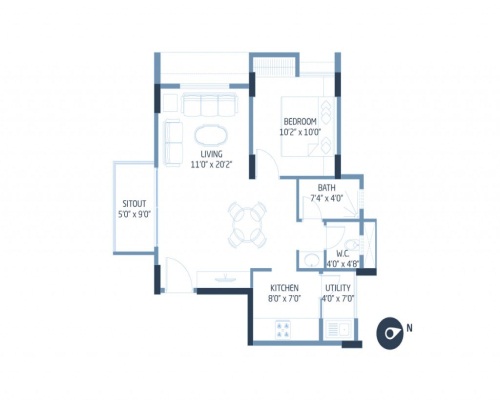 BEDROOM
10'2" x 10'0"
LIVING
11'0" x 20'2"
BATH
7'4" x 4'0"
SITOUT
5'0" x 9'0"
W.C.
4'0" x 4'8"
KITCHEN
8'0" x 7'0"
UTILITY
4'0" x 7'0"
N